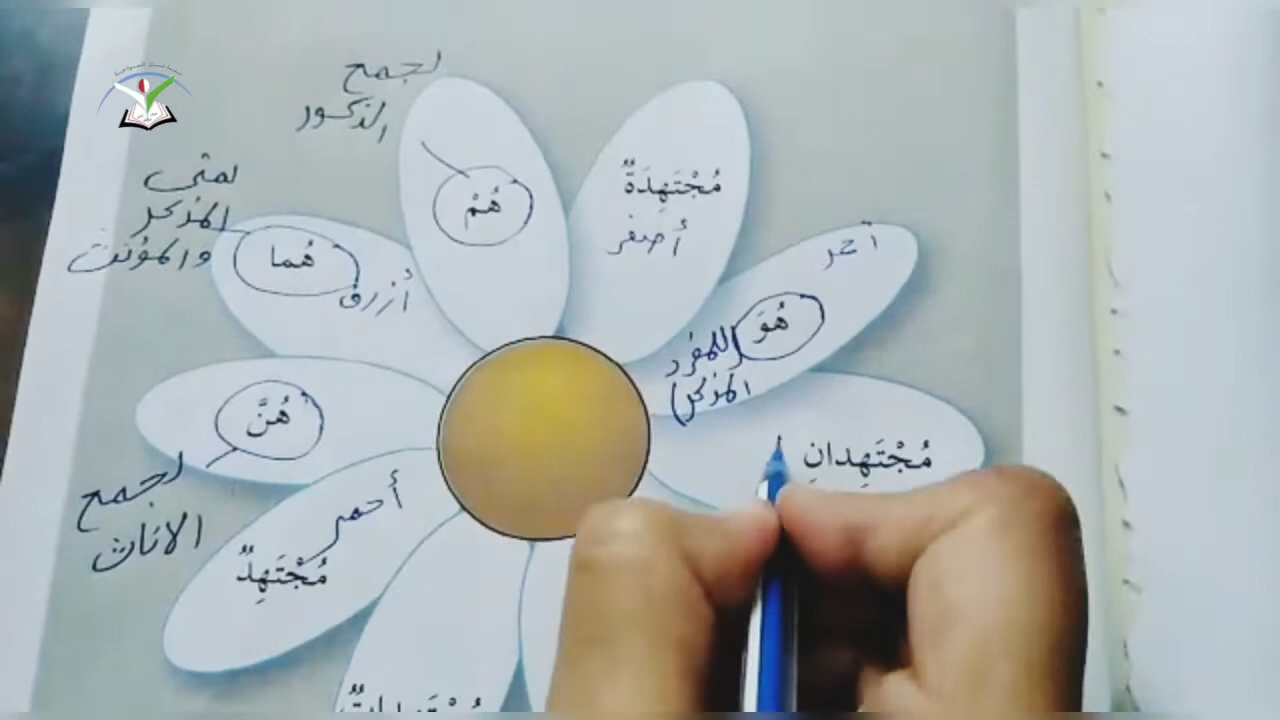 لجمع
الذكور
هُمْ
مُجْتَهِدَةٌ
أصفر
لمثنى
المذكر
والمؤنث
هُما
أزرق
أحمر
هُوَ
(للمفرد
المذكر)
مُجْتَهِدانِ
هُنَّ
لجمع
الاناث
أحمر
مُجْتَهِدٌ